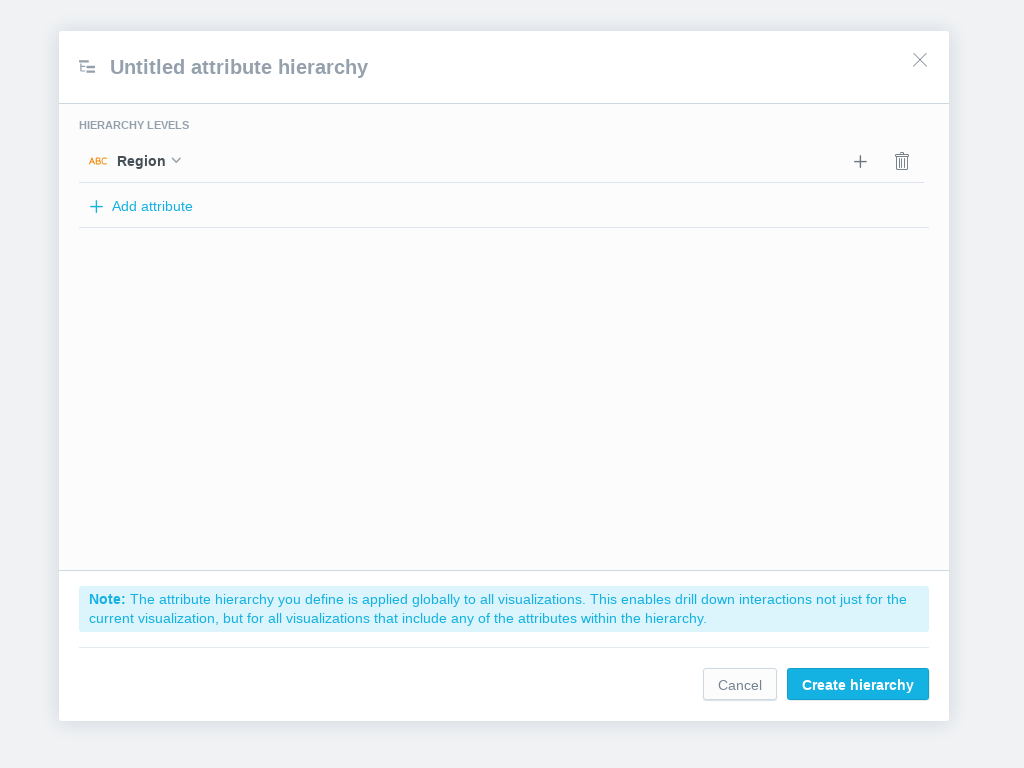 Untitled attribute hierarchy
HIERARCHY LEVELS
ABC Region
Add attribute
Note: The attribute hierarchy you define is applied globally to all visualizations. This enables drill down interactions not just for the
current visualization, but for all visualizations that include any of the attributes within the hierarchy.
Cancel Create hierarchy